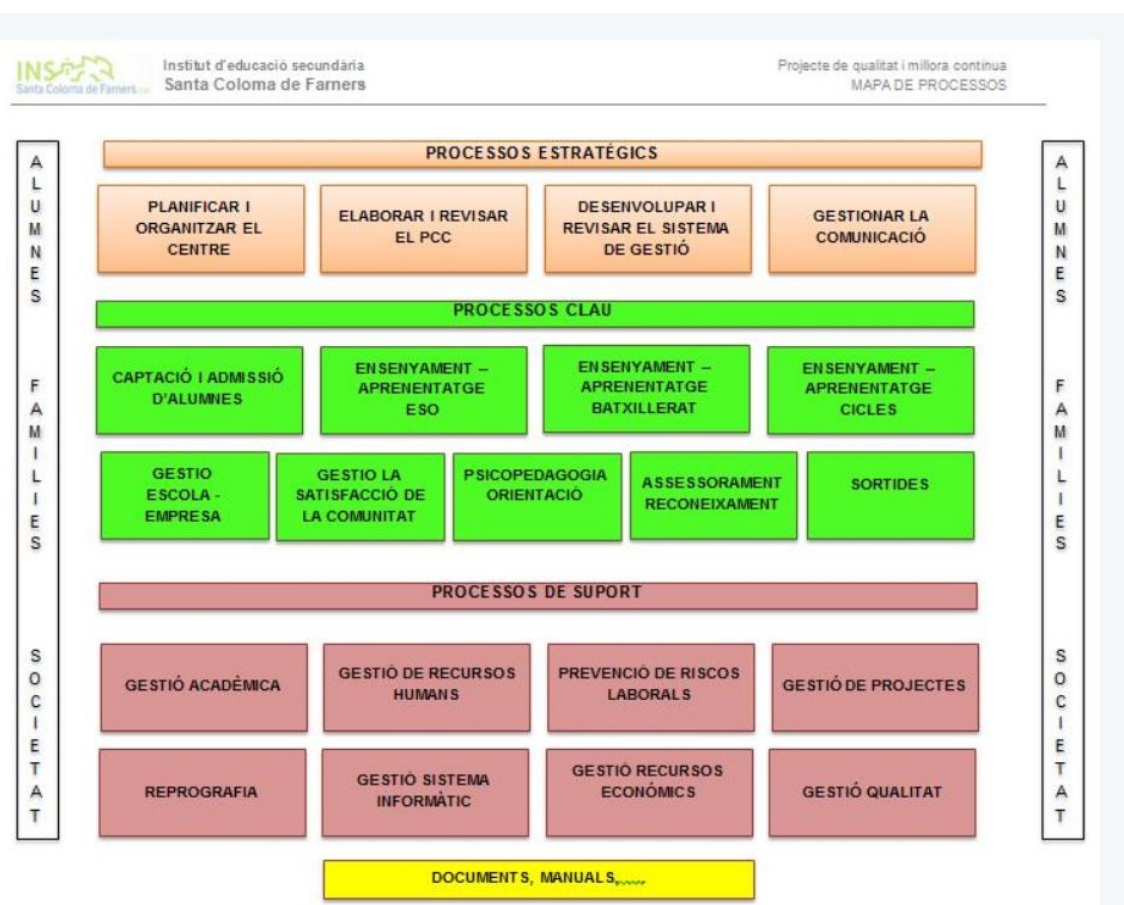 INS
Santa Coloma de Farners.cat
Institut d'educació secundària
Santa Coloma de Farners
Projecte de qualitat i millora contínua
MAPA DE PROCESSOS
ALUMNES
FAMILIES
SOCIETAT
PROCESSOS ESTRATÉGICS
PLANIFICAR I
ORGANITZAR EL
CENTRE
ELABORAR I REVISAR
EL PCC
DESENVOLUPAR I
REVISAR EL SISTEMA
DE GESTIÓ
GESTIONAR LA
COMUNICACIÓ
PROCESSOS CLAU
CAPTACIÓ I ADMISSIÓ
D'ALUMNES
ENSENYAMENT –
APRENENTATGE
ESO
ENSENYAMENT –
APRENENTATGE
BATXILLERAT
ENSENYAMENT –
APRENENTATGE
CICLES
GESTIO
ESCOLA -
EMPRESA
GESTIO LA
SATISFACCIÓ DE
LA COMUNITAT
PSICOPEDAGOGIA
ORIENTACIÓ
ASSESSORAMENT
RECONEIXAMENT
SORTIDES
PROCESSOS DE SUPORT
GESTIÓ ACADÈMICA
GESTIÓ DE RECURSOS
HUMANS
PREVENCIÓ DE RISCOS
LABORALS
GESTIÓ DE PROJECTES
REPROGRAFIA
GESTIÓ SISTEMA
INFORMÀTIC
GESTIÓ RECURSOS
ECONÓMICS
GESTIÓ QUALITAT
DOCUMENTS, MANUALS,.....
ALUMNES
FAMILIES
SOCIETAT